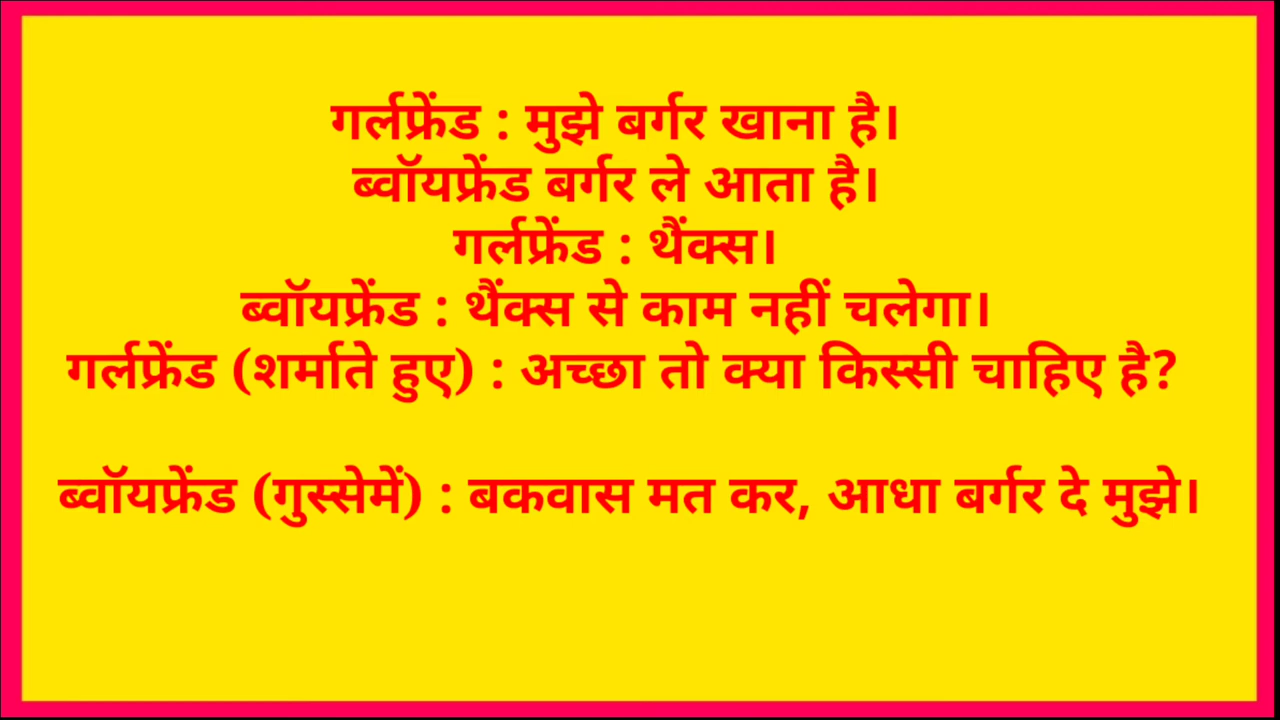 गर्लफ्रेंड : मुझे बर्गर खाना है।
ब्वॉयफ्रेंड बर्गर ले आता है।
गर्लफ्रेंड : थैंक्स।
ब्वॉयफ्रेंड : थैंक्स से काम नहीं चलेगा।
गर्लफ्रेंड (शर्माते हुए) : अच्छा तो क्या किस्सी चाहिए है?
ब्वॉयफ्रेंड (गुस्सेमें) : बकवास मत कर, आधा बर्गर दे मुझे।